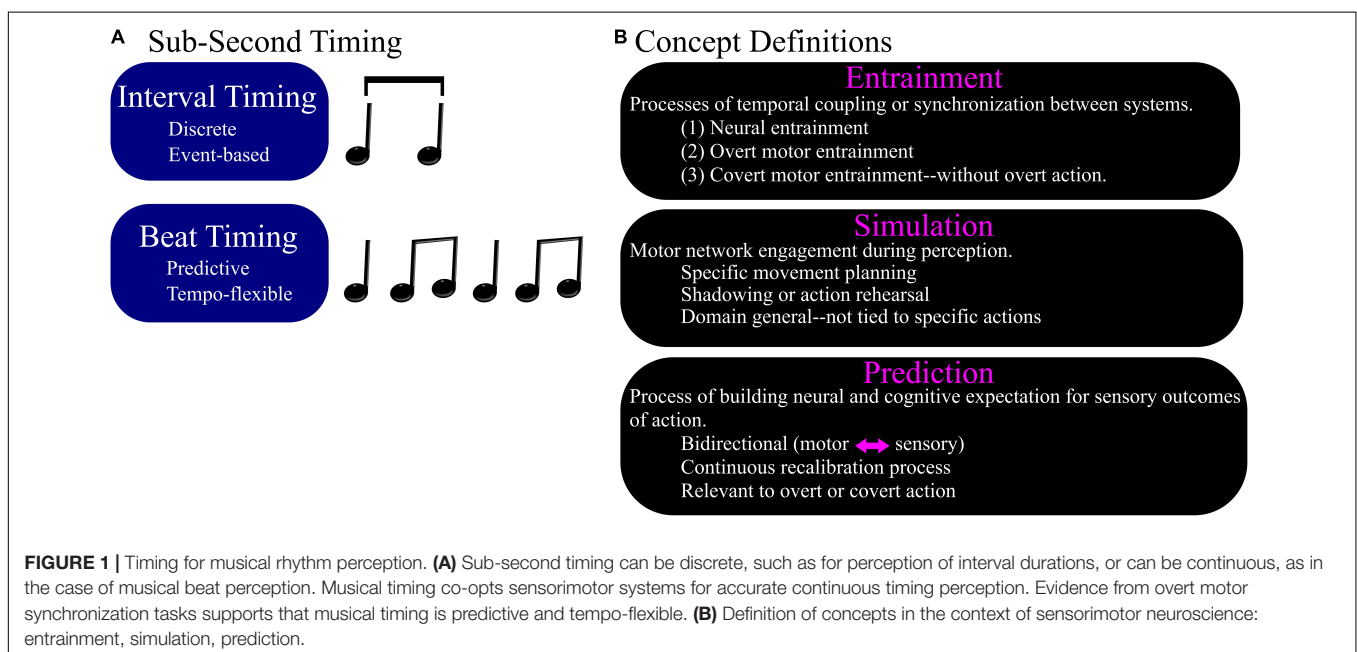 A Sub-Second Timing
Interval Timing
Discrete
Event-based
Beat Timing
Predictive
Tempo-flexible
B Concept Definitions
Entrainment
Processes of temporal coupling or synchronization between systems.
(1) Neural entrainment
(2) Overt motor entrainment
(3) Covert motor entrainment--without overt action.
Simulation
Motor network engagement during perception.
Specific movement planning
Shadowing or action rehearsal
Domain general--not tied to specific actions
Prediction
Process of building neural and cognitive expectation for sensory outcomes
of action.
Bidirectional (motor ⬌ sensory)
Continuous recalibration process
Relevant to overt or covert action
FIGURE 1 | Timing for musical rhythm perception. (A) Sub-second timing can be discrete, such as for perception of interval durations, or can be continuous, as in
the case of musical beat perception. Musical timing co-opts sensorimotor systems for accurate continuous timing perception. Evidence from overt motor
synchronization tasks supports that musical timing is predictive and tempo-flexible. (B) Definition of concepts in the context of sensorimotor neuroscience:
entrainment, simulation, prediction.